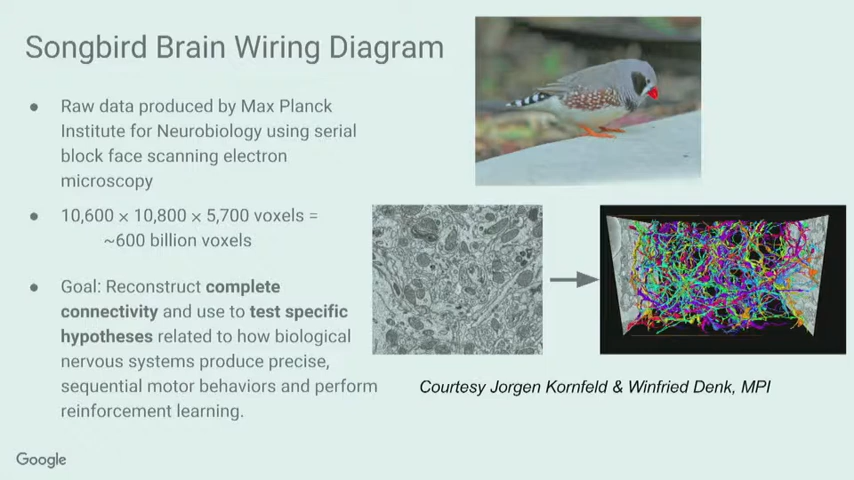 Songbird Brain Wiring Diagram
● Raw data produced by Max Planck
Institute for Neurobiology using serial
block face scanning electron
microscopy
● 10,600 × 10,800 × 5,700 voxels =
~600 billion voxels
● Goal: Reconstruct complete
connectivity and use to test specific
hypotheses related to how biological
nervous systems produce precise,
sequential motor behaviors and perform
reinforcement learning.
Courtesy Jorgen Kornfeld & Winfried Denk, MPI
Google